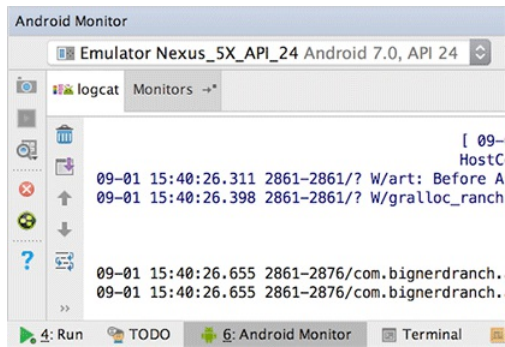 Android Monitor
Emulator Nexus_5X_API_24 Android 7.0, API 24
logcat Monitors
[ 09-
HostC
09-01 15:40:26.311 2861-2861/? W/art: Before A
09-01 15:40:26.398 2861-2861/? W/gralloc_ranch
09-01 15:40:26.655 2861-2876/com.bignerdranch.
09-01 15:40:26.655 2861-2876/com.bignerdranch.
4: Run TODO 6: Android Monitor Terminal